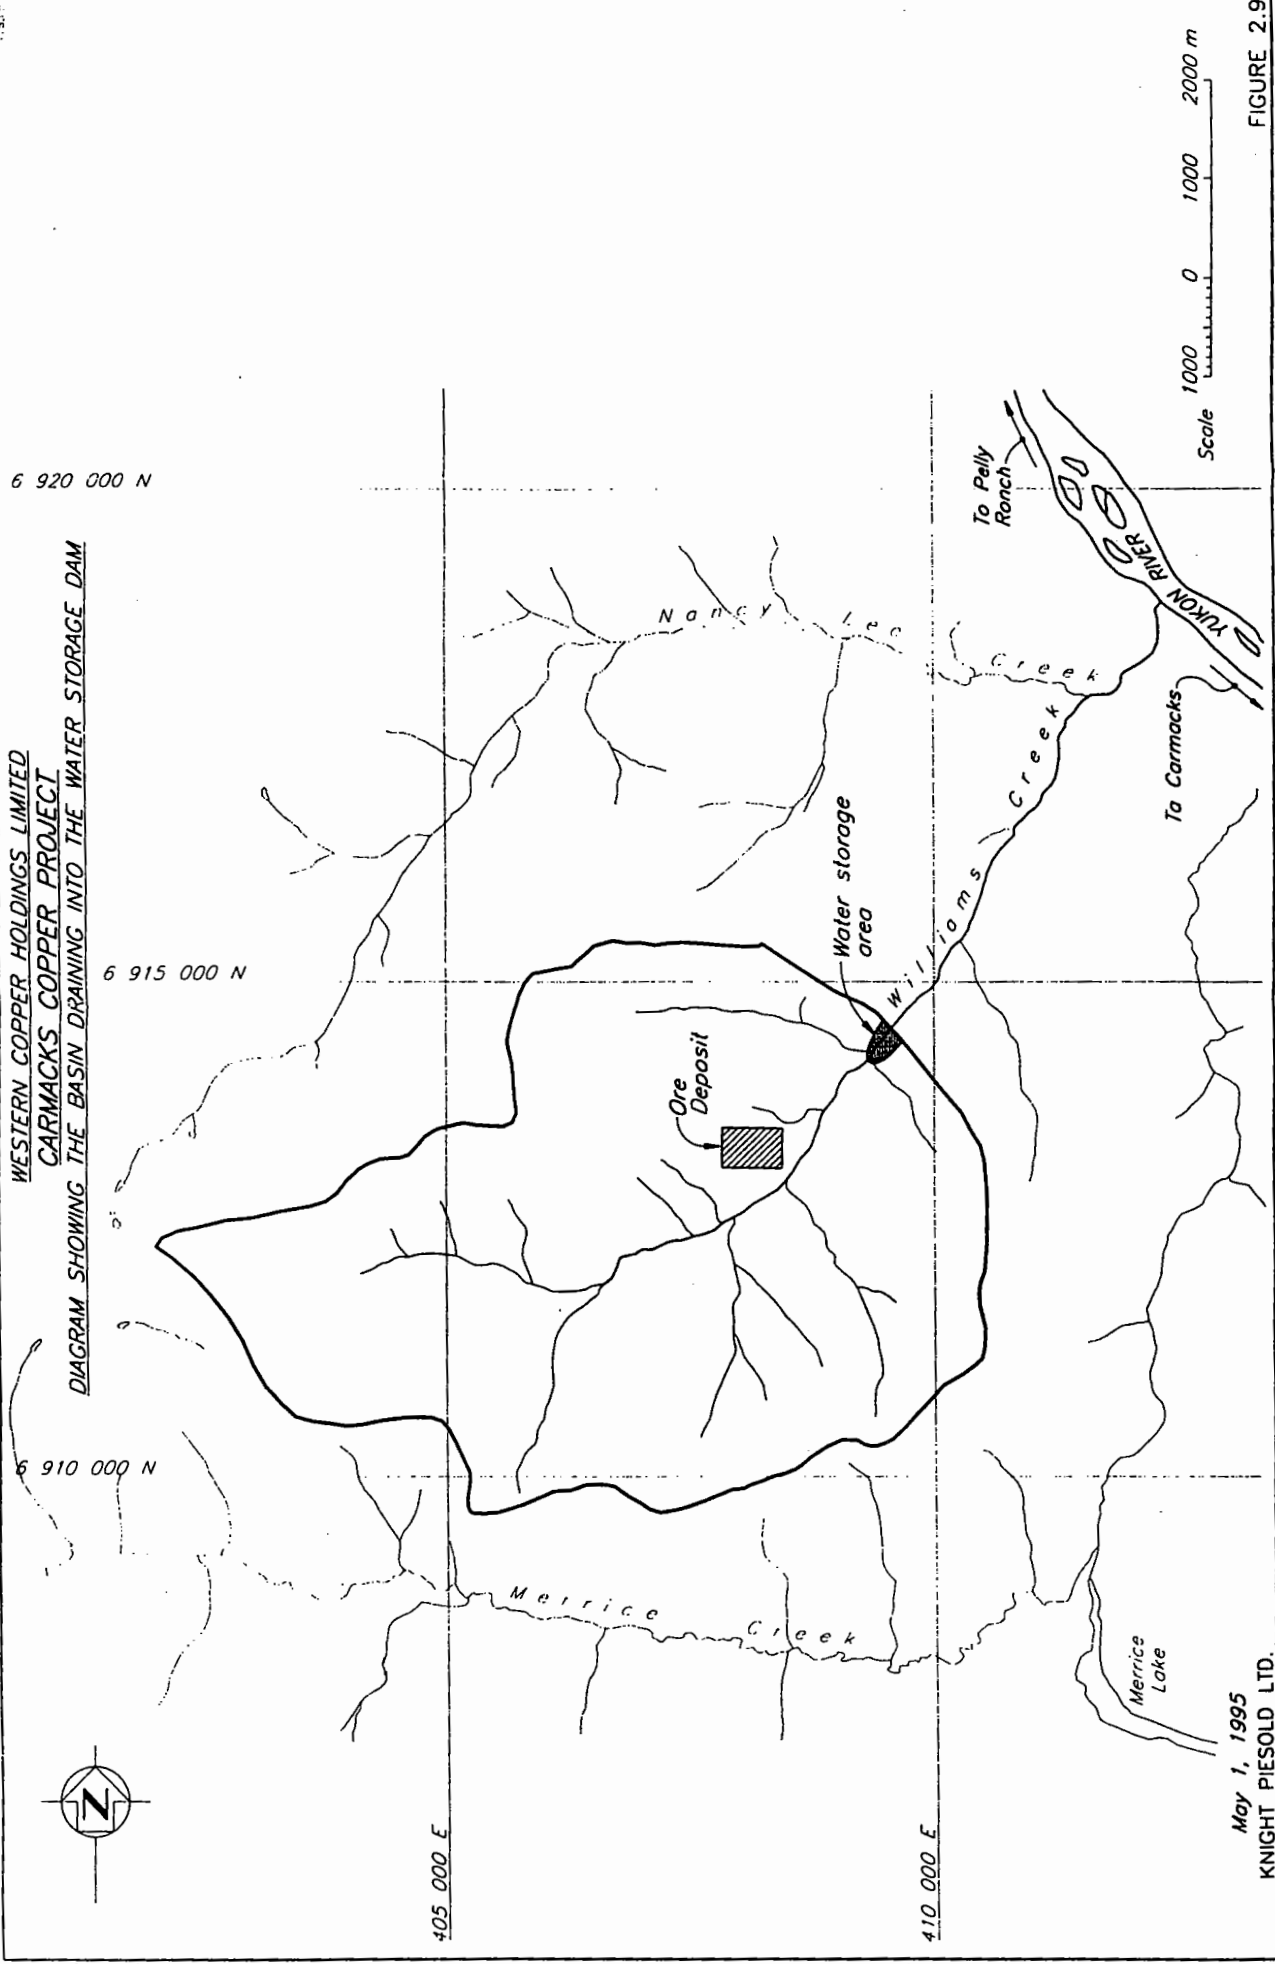 WESTERN COPPER HOLDINGS LIMITED
CARMACKS COPPER PROJECT
DIAGRAM SHOWING THE BASIN DRAINING INTO THE WATER STORAGE DAM
N
6 920 000 N
6 915 000 N
6 910 000 N
405 000 E
410 000 E
Nancy Lee Creek
Ore
Deposit
Water storage
area
Williams Creek
Merrice Creek
Merrice
Lake
To Pelly
Ranch
YUKON RIVER
To Carmacks
Scale 1000 0 1000 2000 m
May 1, 1995
KNIGHT PIESOLD LTD.
FIGURE 2.9